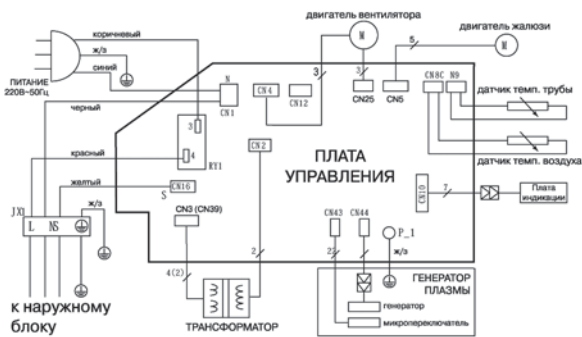 коричневый
ж/з
синий
ПИТАНИЕ
220В~50Гц
черный
красный
желтый
ж/з
JX1
L
N
S
к наружному
блоку
двигатель вентилятора
M
двигатель жалюзи
M
5
3
3
N
CN1
CN4
CN12
CN25
CN5
CN8C
N9
датчик темп. трубы
датчик темп. воздуха
3
4
RY1
CN2
ПЛАТА
УПРАВЛЕНИЯ
CN16
S
CN3 (CN39)
CN10
7
Плата
индикации
CN43
CN44
P_1
ж/з
2
4(2)
ТРАНСФОРМАТОР
ГЕНЕРАТОР
ПЛАЗМЫ
генератор
микропереключатель